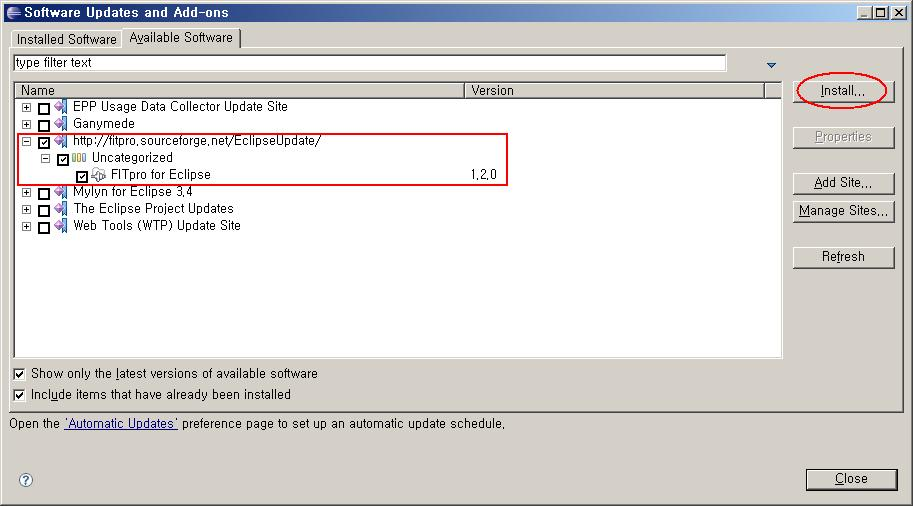 Software Updates and Add-ons
Installed Software
Available Software
type filter text
Name
Version
EPP Usage Data Collector Update Site
Ganymede
http://fitpro.sourceforge.net/EclipseUpdate/
Uncategorized
FITpro for Eclipse 1.2.0
Mylyn for Eclipse 3.4
The Eclipse Project Updates
Web Tools (WTP) Update Site
Install...
Properties
Add Site...
Manage Sites...
Refresh
Show only the latest versions of available software
Include items that have already been installed
Open the 'Automatic Updates' preference page to set up an automatic update schedule.
?
Close